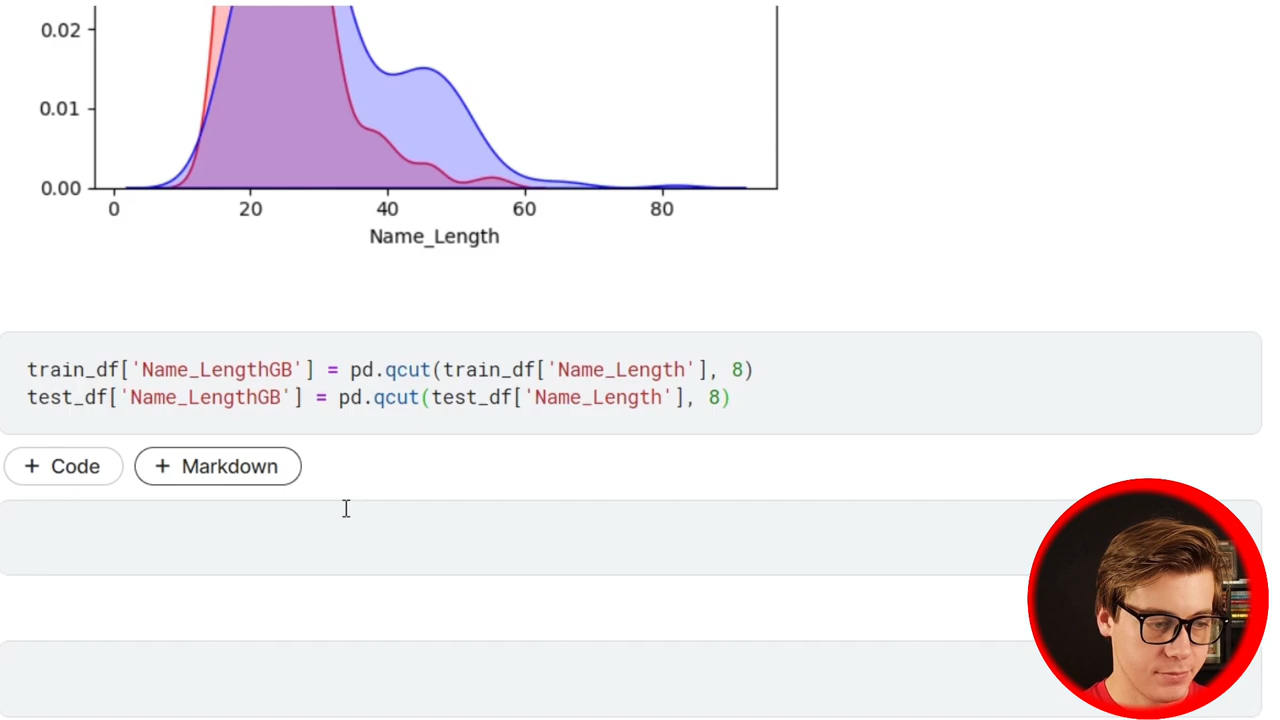 0.02
0.01
0.00
0 20 40 60 80
Name_Length
train_df['Name_LengthGB'] = pd.qcut(train_df['Name_Length'], 8)
test_df['Name_LengthGB'] = pd.qcut(test_df['Name_Length'], 8)
+ Code + Markdown